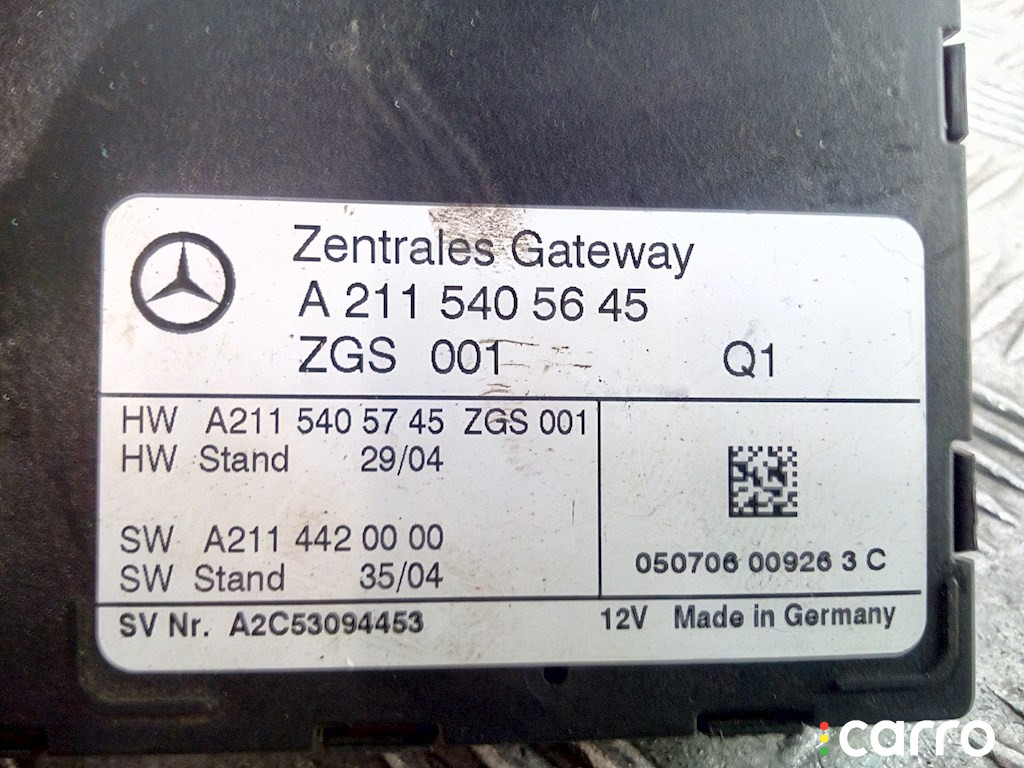 Zentrales Gateway
A 211 540 56 45
ZGS 001 Q1
HW A211 540 57 45 ZGS 001
HW Stand 29/04
SW A211 442 00 00
SW Stand 35/04
050706 00926 3 C
SV Nr. A2C53094453
12V Made in Germany
carro